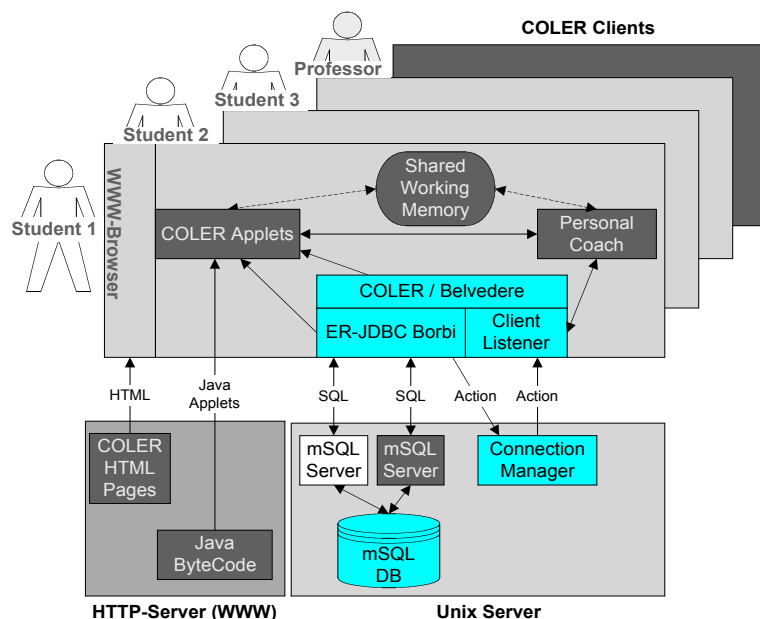 COLER Clients
Professor
Student 3
Student 2
Student 1
WWW-Browser
Shared
Working
Memory
COLER Applets
Personal
Coach
COLER / Belvedere
ER-JDBC Borbi
Client
Listener
HTML
Java
Applets
SQL
SQL
Action
Action
COLER
HTML
Pages
Java
ByteCode
mSQL
Server
mSQL
Server
Connection
Manager
mSQL
DB
HTTP-Server (WWW)
Unix Server